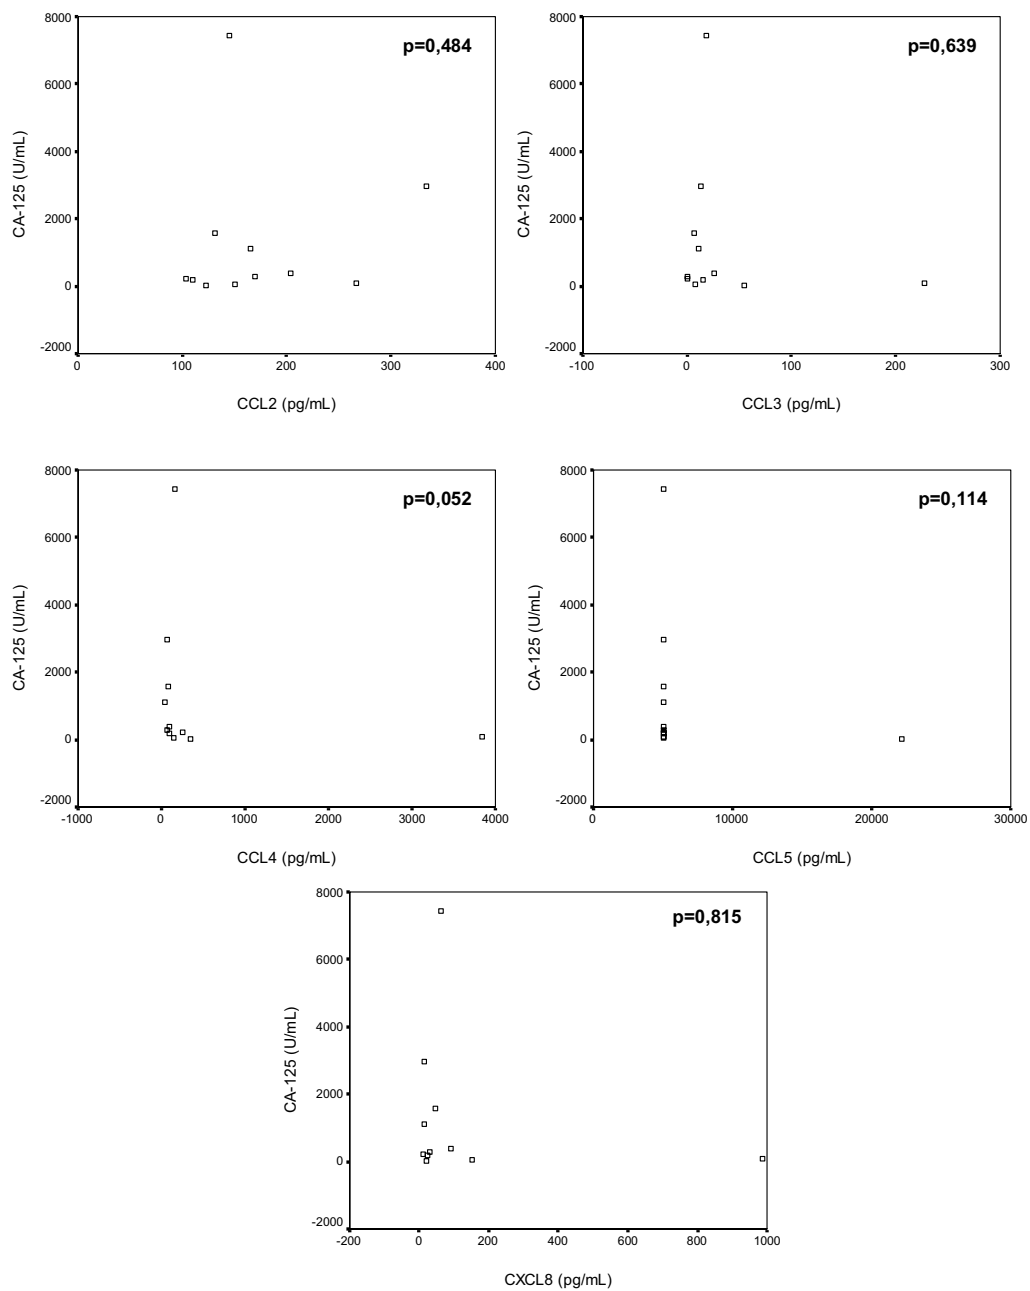 8000
p=0,484
6000
4000
2000
0
-2000
CA-125 (U/mL)
0 100 200 300 400
CCL2 (pg/mL)
8000
p=0,639
6000
4000
2000
0
-2000
CA-125 (U/mL)
-100 0 100 200 300
CCL3 (pg/mL)
8000
p=0,052
6000
4000
2000
0
-2000
CA-125 (U/mL)
-1000 0 1000 2000 3000 4000
CCL4 (pg/mL)
8000
p=0,114
6000
4000
2000
0
-2000
CA-125 (U/mL)
0 10000 20000 30000
CCL5 (pg/mL)
8000
p=0,815
6000
4000
2000
0
-2000
CA-125 (U/mL)
-200 0 200 400 600 800 1000
CXCL8 (pg/mL)